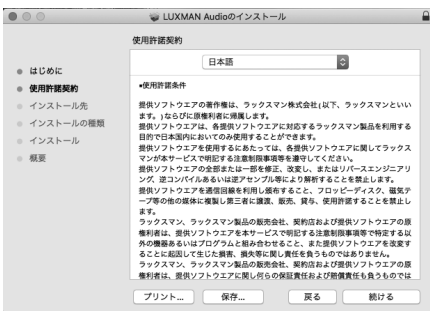 LUXMAN Audioのインストール
使用許諾契約
はじめに
使用許諾契約
インストール先
インストールの種類
インストール
概要
日本語
■使用許諾条件
提供ソフトウエアの著作権は、ラックスマン株式会社(以下、ラックスマンといい
ます。)ならびに原権利者に帰属します。
提供ソフトウエアは、各提供ソフトウエアに対応するラックスマン製品を利用する
目的で日本国内においてのみ使用することができます。
提供ソフトウエアを使用するにあたっては、各提供ソフトウエアに関してラックス
マンが本サービスで明記する注意制限事項等を遵守してください。
提供ソフトウエアの全部または一部を修正、改変し、またはリバースエンジニアリ
ング、逆コンパイルあるいは逆アセンブル等により解析することを禁止します。
提供ソフトウエアを通信回線を利用し頒布すること、フロッピーディスク、磁気テ
ープ等の他の媒体に複製し第三者に譲渡、販売、貸与、使用許諾することを禁止し
ます。
ラックスマン、ラックスマン製品の販売会社、契約店および提供ソフトウエアの原
権利者は、提供ソフトウエアを本サービスで明記する注意制限事項等で特定する以
外の機器あるいはプログラムと組み合わせること、また提供ソフトウエアを改変す
ることに起因して生じた損害、損失等に関し責任を負うものではありません。
ラックスマン、ラックスマン製品の販売会社、契約店および提供ソフトウエアの原
権利者は、提供ソフトウエアに関し何らの保証責任および賠償責任も負うものでは
プリント...
保存...
戻る
続ける